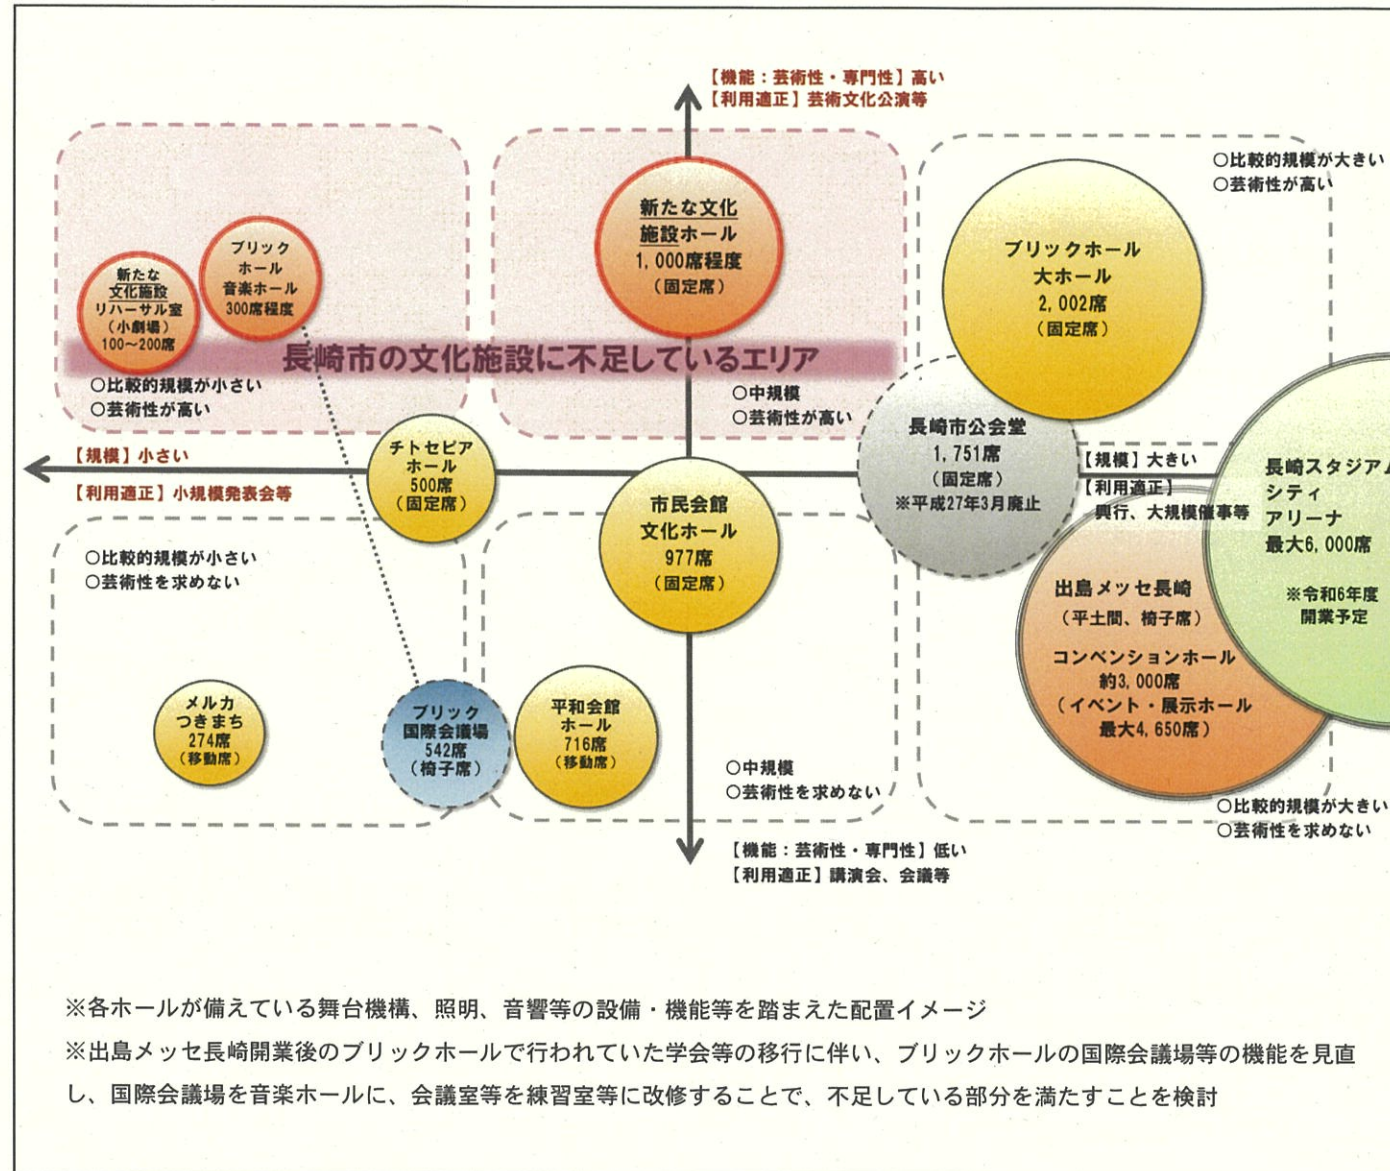 【機能：芸術性・専門性】高い
【利用適正】芸術文化公演等
○比較的規模が大きい
○芸術性が高い
新たな文化
施設ホール
1,000席程度
（固定席）
ブリックホール
大ホール
2,002席
（固定席）
ブリック
ホール
音楽ホール
300席程度
新たな
文化施設
リハーサル室
（小劇場）
100～200席
長崎市の文化施設に不足しているエリア
○比較的規模が小さい
○芸術性が高い
○中規模
○芸術性が高い
長崎市公会堂
1,751席
（固定席）
※平成27年3月廃止
【規模】小さい
【利用適正】小規模発表会等
チトセピア
ホール
500席
（固定席）
【規模】大きい
【利用適正】
興行、大規模催事等
長崎スタジアム
シティ
アリーナ
最大6,000席
※令和6年度
開業予定
市民会館
文化ホール
977席
（固定席）
○比較的規模が小さい
○芸術性を求めない
出島メッセ長崎
（平土間、椅子席）
コンベンションホール
約3,000席
（イベント・展示ホール
最大4,650席）
メルカ
つきまち
274席
（移動席）
ブリック
国際会議場
542席
（椅子席）
平和会館
ホール
716席
（移動席）
○中規模
○芸術性を求めない
○比較的規模が大きい
○芸術性を求めない
【機能：芸術性・専門性】低い
【利用適正】講演会、会議等
※各ホールが備えている舞台機構、照明、音響等の設備・機能等を踏まえた配置イメージ
※出島メッセ長崎開業後のブリックホールで行われていた学会等の移行に伴い、ブリックホールの国際会議場等の機能を見直
し、国際会議場を音楽ホールに、会議室等を練習室等に改修することで、不足している部分を満たすことを検討